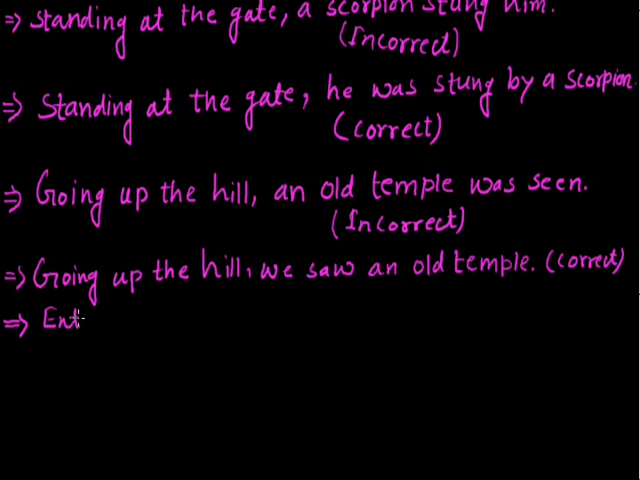 => Standing at the gate, a scorpion stung him.
(Incorrect)
=> Standing at the gate, he was stung by a scorpion.
(correct)
=> Going up the hill, an old temple was seen.
(Incorrect)
=> Going up the hill, we saw an old temple. (correct)
=> Ent